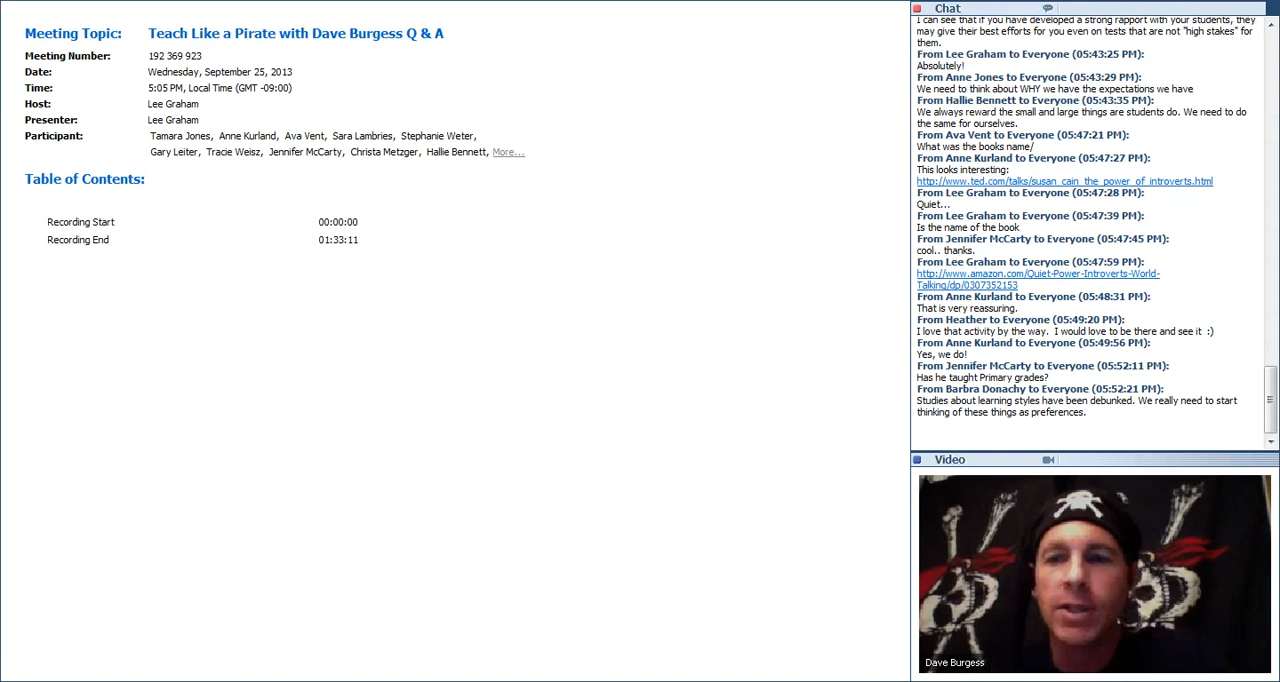 Meeting Topic: Teach Like a Pirate with Dave Burgess Q & A
Meeting Number: 192 369 923
Date: Wednesday, September 25, 2013
Time: 5:05 PM, Local Time (GMT -09:00)
Host: Lee Graham
Presenter: Lee Graham
Participant: Tamara Jones, Anne Kurland, Ava Vent, Sara Lambries, Stephanie Weter,
Gary Leiter, Tracie Weisz, Jennifer McCarty, Christa Metzger, Hallie Bennett, More...
Table of Contents:
Recording Start 00:00:00
Recording End 01:33:11
Chat
I can see that if you have developed a strong rapport with your students, they
may give their best efforts for you even on tests that are not "high stakes" for
them.
From Lee Graham to Everyone (05:43:25 PM):
Absolutely!
From Anne Jones to Everyone (05:43:29 PM):
We need to think about WHY we have the expectations we have
From Hallie Bennett to Everyone (05:43:35 PM):
We always reward the small and large things are students do. We need to do
the same for ourselves.
From Ava Vent to Everyone (05:47:21 PM):
What was the books name/
From Anne Kurland to Everyone (05:47:27 PM):
This looks interesting:
http://www.ted.com/talks/susan_cain_the_power_of_introverts.html
From Lee Graham to Everyone (05:47:28 PM):
Quiet...
From Lee Graham to Everyone (05:47:39 PM):
Is the name of the book
From Jennifer McCarty to Everyone (05:47:45 PM):
cool.. thanks.
From Lee Graham to Everyone (05:47:59 PM):
http://www.amazon.com/Quiet-Power-Introverts-World-
Talking/dp/0307352153
From Anne Kurland to Everyone (05:48:31 PM):
That is very reassuring.
From Heather to Everyone (05:49:20 PM):
I love that activity by the way.  I would love to be there and see it  :)
From Anne Kurland to Everyone (05:49:56 PM):
Yes, we do!
From Jennifer McCarty to Everyone (05:52:11 PM):
Has he taught Primary grades?
From Barbra Donachy to Everyone (05:52:21 PM):
Studies about learning styles have been debunked. We really need to start
thinking of these things as preferences.
Video
Dave Burgess